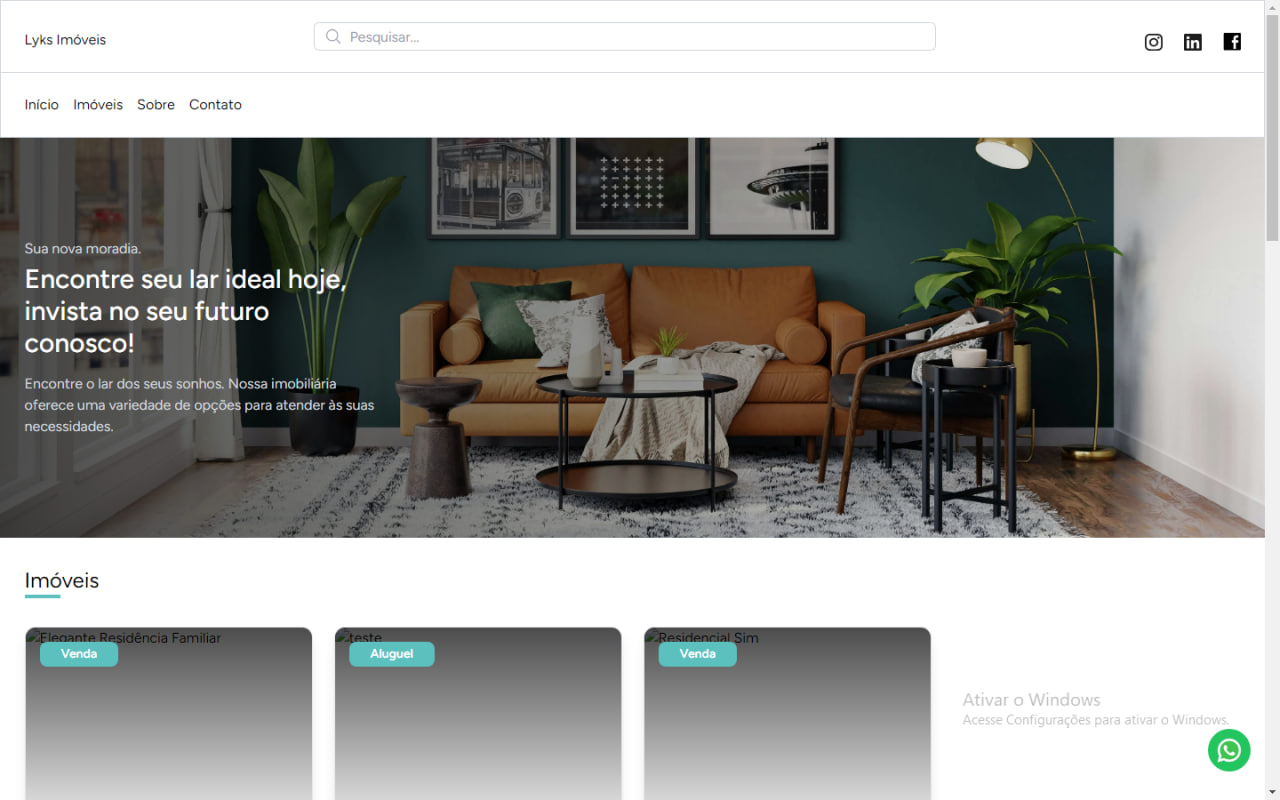 Lyks Imóveis
Pesquisar...
Início Imóveis Sobre Contato
Sua nova moradia.
Encontre seu lar ideal hoje,
invista no seu futuro
conosco!
Encontre o lar dos seus sonhos. Nossa imobiliária
oferece uma variedade de opções para atender às suas
necessidades.
Imóveis
Elegante Residência Familiar
Venda
teste
Aluguel
Residencial Sim
Venda
Ativar o Windows
Acesse Configurações para ativar o Windows.